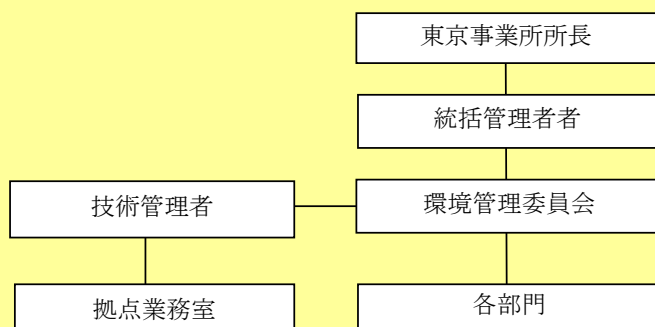 東京事業所所長
統括管理者者
技術管理者
環境管理委員会
拠点業務室
各部門